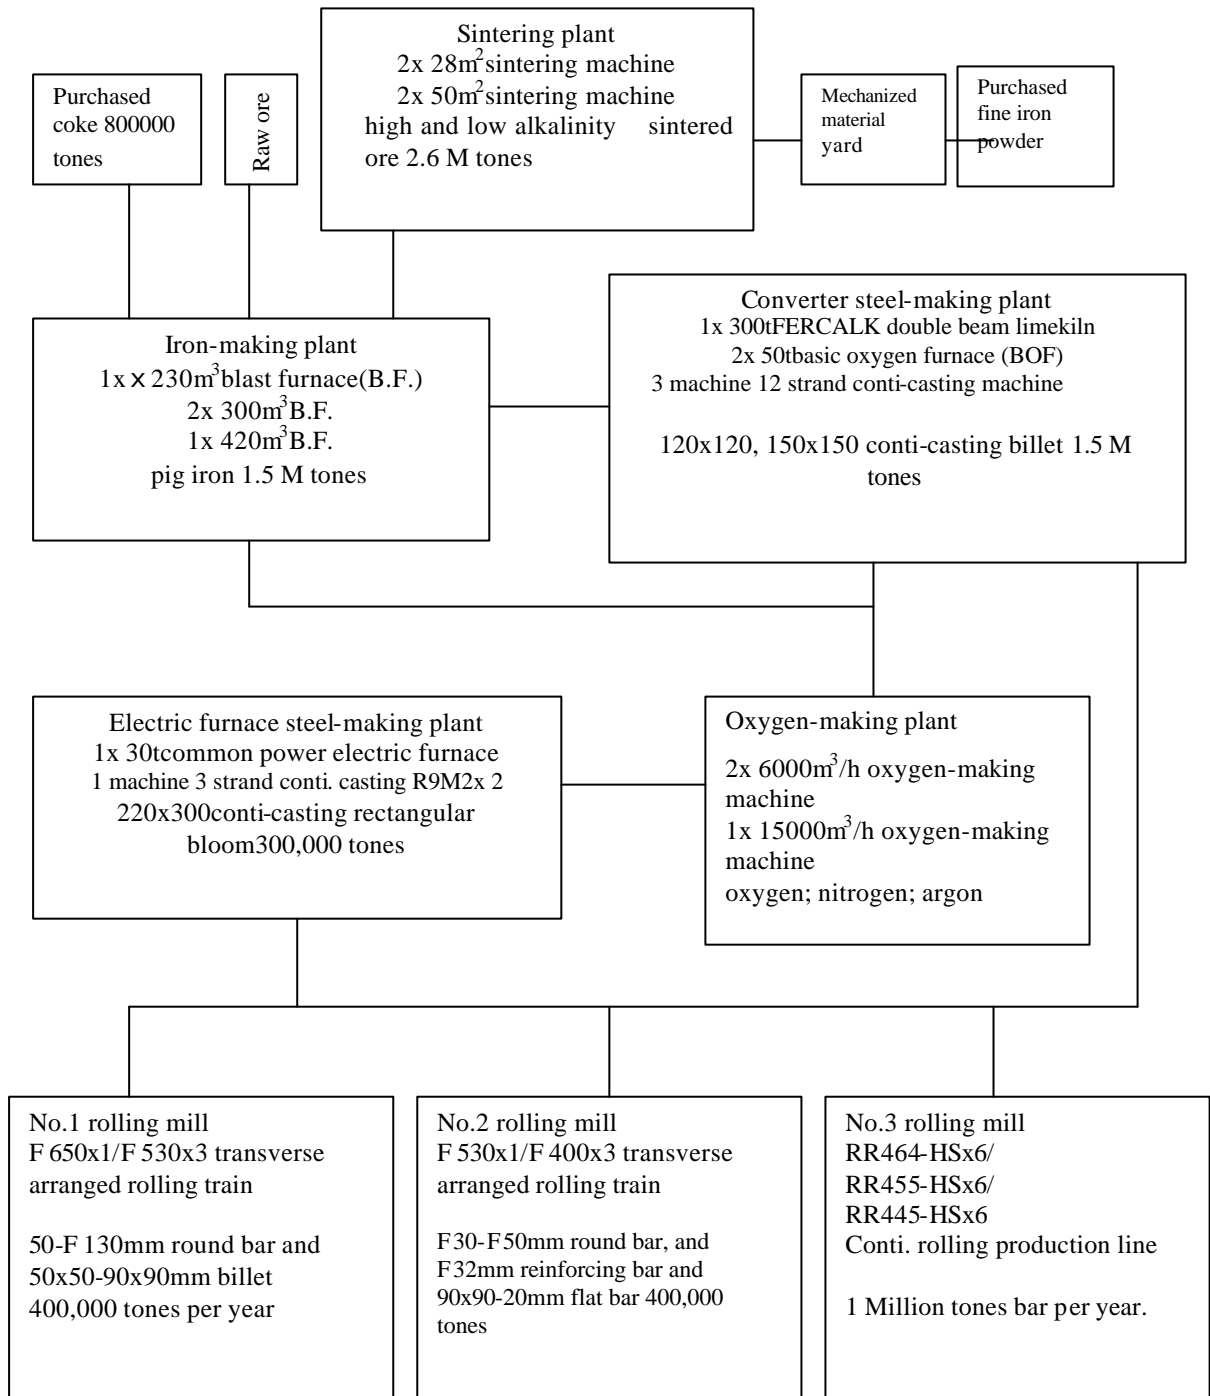 Sintering plant
2x 28m²sintering machine
2x 50m²sintering machine
high and low alkalinity sintered
ore 2.6 M tones
Purchased
coke 800000
tones
Raw ore
Mechanized
material
yard
Purchased
fine iron
powder
Iron-making plant
1x × 230m³blast furnace(B.F.)
2x 300m³B.F.
1x 420m³B.F.
pig iron 1.5 M tones
Converter steel-making plant
1x 300tFERCALK double beam limekiln
2x 50tbasic oxygen furnace (BOF)
3 machine 12 strand conti-casting machine
120x120, 150x150 conti-casting billet 1.5 M
tones
Electric furnace steel-making plant
1x 30tcommon power electric furnace
1 machine 3 strand conti. casting R9M2x 2
220x300conti-casting rectangular
bloom300,000 tones
Oxygen-making plant
2x 6000m³/h oxygen-making
machine
1x 15000m³/h oxygen-making
machine
oxygen; nitrogen; argon
No.1 rolling mill
F 650x1/F 530x3 transverse
arranged rolling train
50-F 130mm round bar and
50x50-90x90mm billet
400,000 tones per year
No.2 rolling mill
F 530x1/F 400x3 transverse
arranged rolling train
F30-F50mm round bar, and
F32mm reinforcing bar and
90x90-20mm flat bar 400,000
tones
No.3 rolling mill
RR464-HSx6/
RR455-HSx6/
RR445-HSx6
Conti. rolling production line
1 Million tones bar per year.